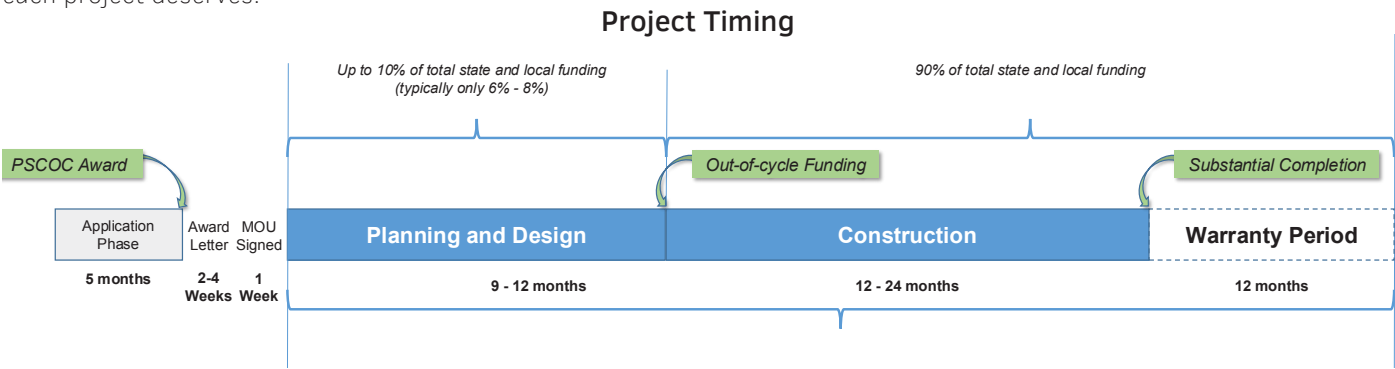 each project deserves.
Project Timing
Up to 10% of total state and local funding
(typically only 6% - 8%)
90% of total state and local funding
PSCOC Award
Out-of-cycle Funding
Substantial Completion
Application
Phase
Award
Letter
MOU
Signed
Planning and Design
Construction
Warranty Period
5 months
2-4
Weeks
1
Week
9 - 12 months
12 - 24 months
12 months